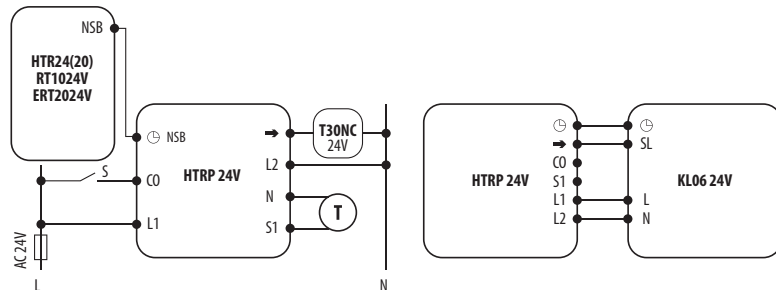 NSB
HTR24(20)
RT1024V
ERT2024V
NSB
T30NC
24V
L2
S
CO
HTRP 24V
N
T
L1
S1
AC 24V
L
N
SL
CO
HTRP 24V
S1
KL06 24V
L1
L
L2
N